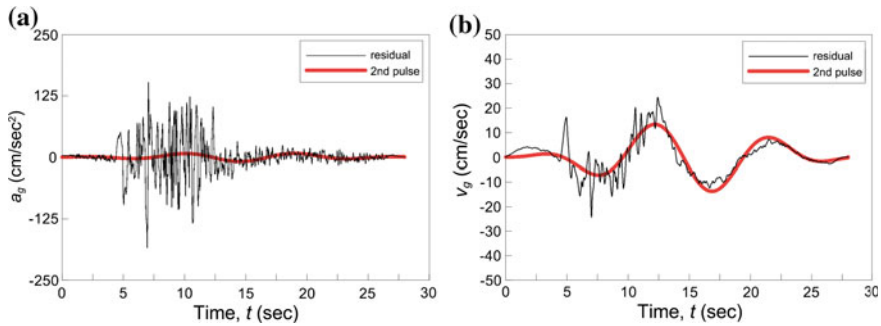 (a)
250
125
0
-125
-250
a_g (cm/sec²)
residual
2nd pulse
0 5 10 15 20 25 30
Time, t (sec)
(b)
50
40
30
20
10
0
-10
-20
-30
-40
-50
v_g (cm/sec)
residual
2nd pulse
0 5 10 15 20 25 30
Time, t (sec)